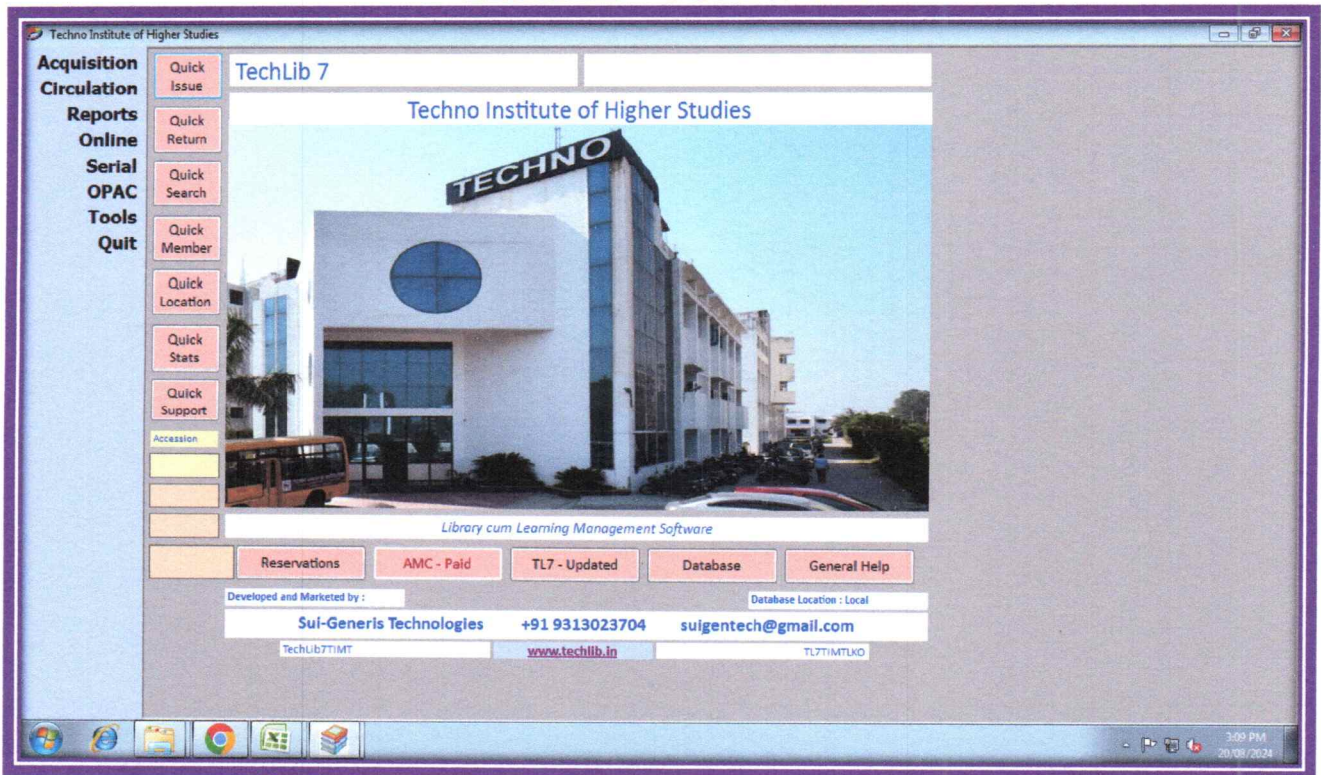 Techno Institute of Higher Studies
Acquisition
Circulation
Reports
Online
Serial
OPAC
Tools
Quit
Quick
Issue
Quick
Return
Quick
Search
Quick
Member
Quick
Location
Quick
Stats
Quick
Support
Accession
TechLib 7
Techno Institute of Higher Studies
TECHNO
Library cum Learning Management Software
Reservations AMC - Paid TL7 - Updated Database General Help
Developed and Marketed by : Database Location : Local
Sui-Generis Technologies +91 9313023704 suigentech@gmail.com
TechLib7TIMT www.techlib.in TL7TIMTLKO
3:09 PM
20/08/2024